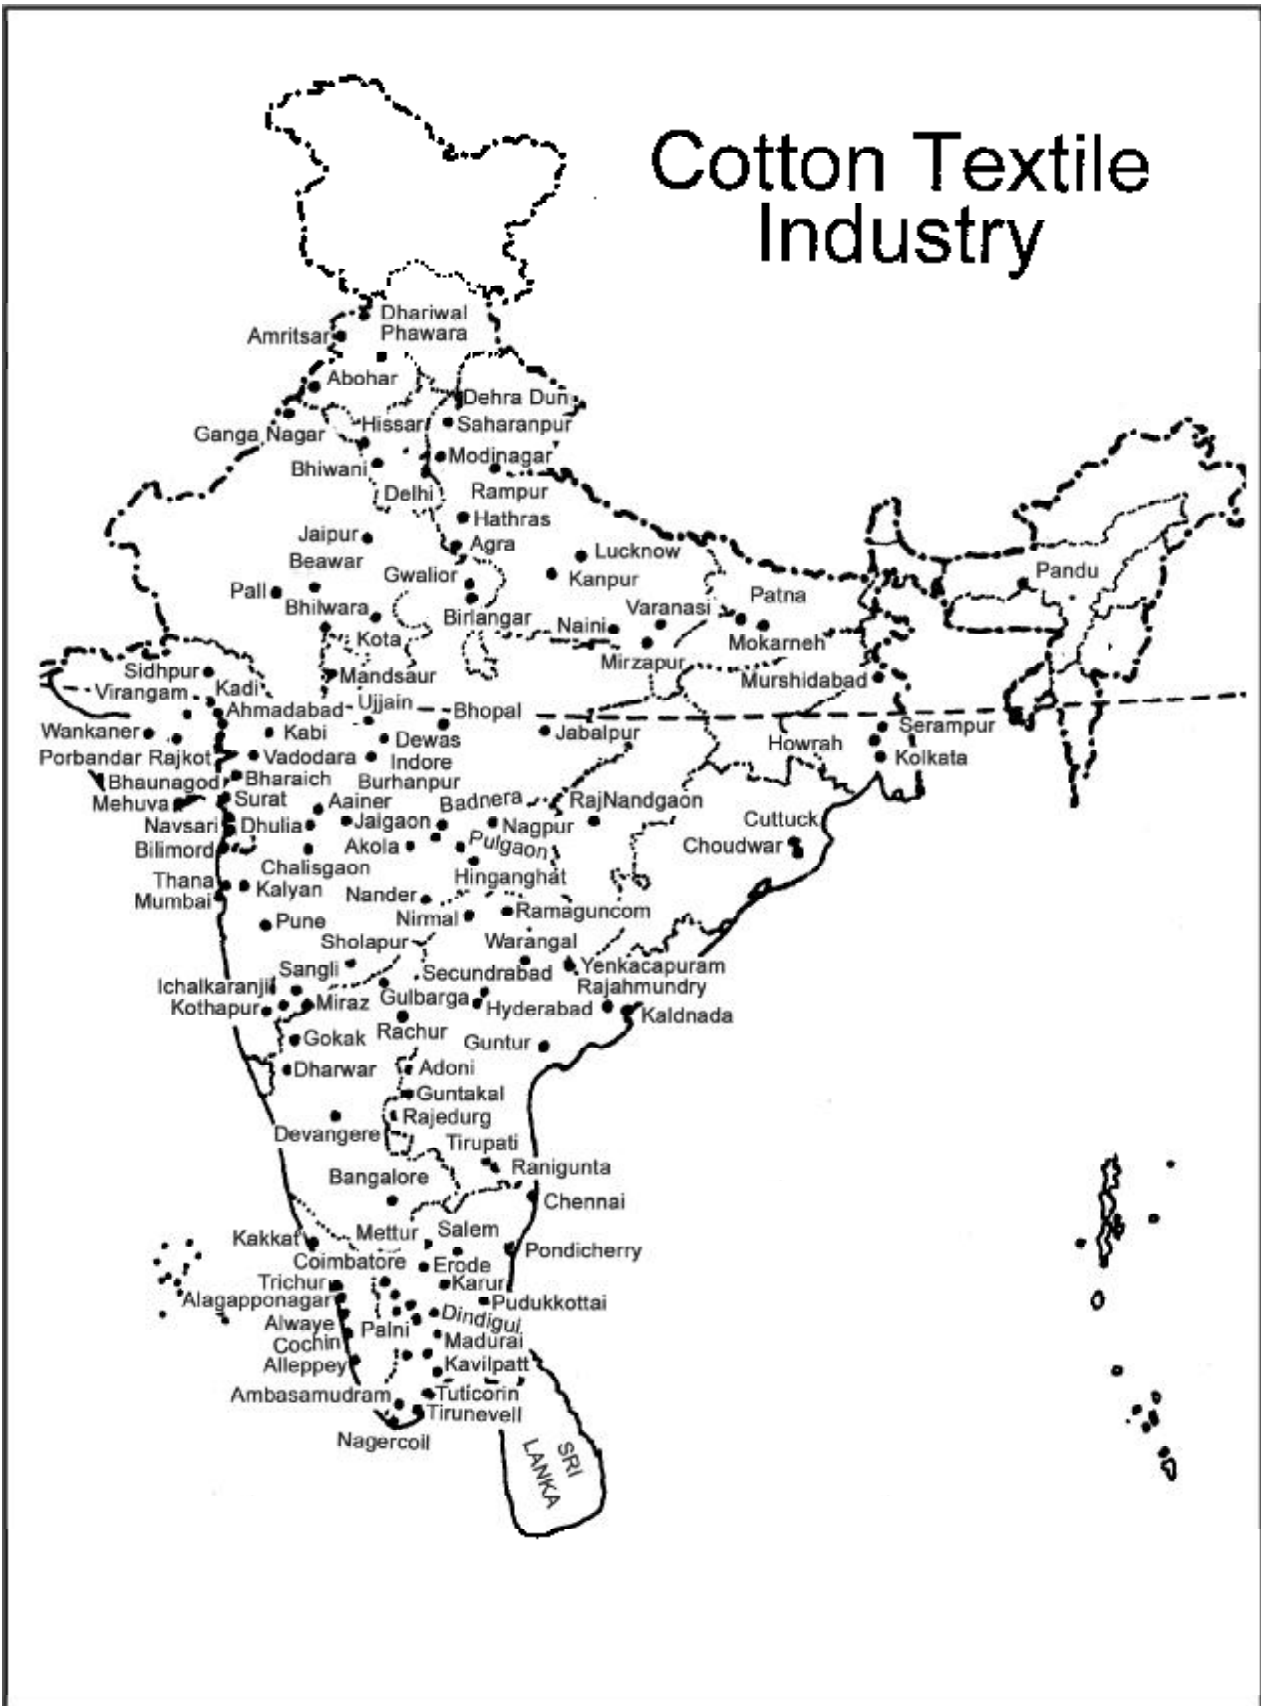 Cotton Textile
Industry
Dhariwal
Phawara
Amritsar
Abohar
Dehra Dun
Ganga Nagar
Hissar
Saharanpur
Bhiwani
Modinagar
Delhi
Rampur
Hathras
Jaipur
Agra
Lucknow
Beawar
Gwalior
Kanpur
Pandu
Pall
Bhilwara
Birlangar
Varanasi
Patna
Kota
Naini
Mokarneh
Mirzapur
Sidhpur
Mandsaur
Murshidabad
Virangam
Kadi
Ahmadabad
Ujjain
Bhopal
Wankaner
Kabi
Dewas
Jabalpur
Serampur
Howrah
Porbandar Rajkot
Vadodara
Indore
Kolkata
Bhaunagod
Bharaich
Burhanpur
Mehuva
Surat
Aainer
Badnera
RajNandgaon
Navsari
Dhulia
Jaigaon
Nagpur
Cuttuck
Bilimord
Akola
Pulgaon
Choudwar
Chalisgaon
Hinganghat
Thana
Kalyan
Nander
Mumbai
Pune
Nirmal
Ramaguncom
Sholapur
Warangal
Sangli
Secundrabad
Yenkacapuram
Ichalkaranji
Gulbarga
Rajahmundry
Kothapur
Miraz
Hyderabad
Kaldnada
Gokak
Rachur
Guntur
Dharwar
Adoni
Guntakal
Rajedurg
Devangere
Tirupati
Bangalore
Ranigunta
Chennai
Kakkat
Mettur
Salem
Pondicherry
Coimbatore
Erode
Trichur
Karur
Alagapponagar
Pudukkottai
Alwaye
Palni
Dindigul
Cochin
Madurai
Alleppey
Kavilpatt
Ambasamudram
Tuticorin
Tirunevell
Nagercoil
SRI
LANKA